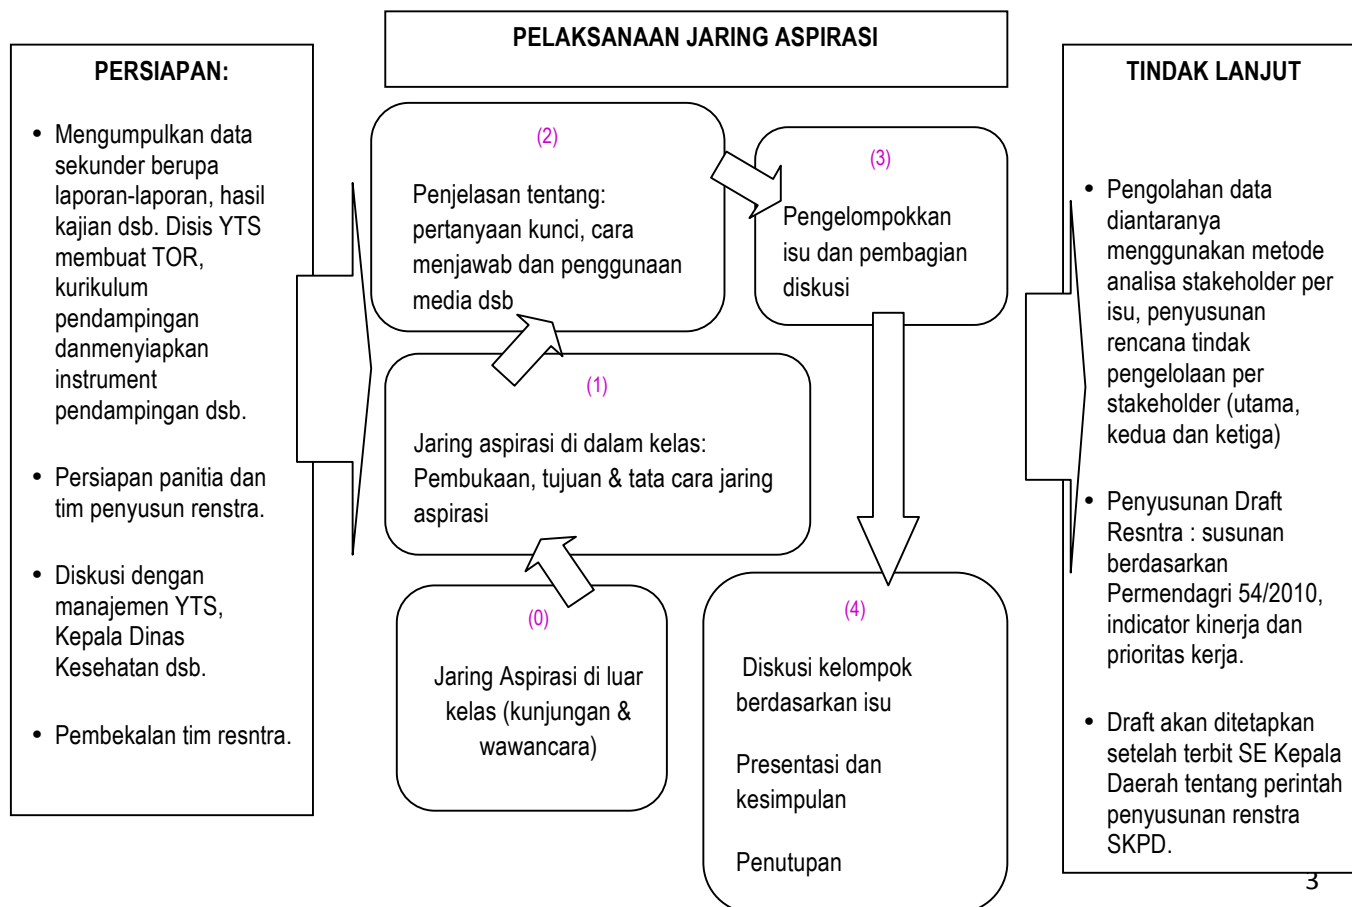 PELAKSANAAN JARING ASPIRASI
PERSIAPAN:
• Mengumpulkan data
sekunder berupa
laporan-laporan, hasil
kajian dsb. Disis YTS
membuat TOR,
kurikulum
pendampingan
danmenyiapkan
instrument
pendampingan dsb.
• Persiapan panitia dan
tim penyusun renstra.
• Diskusi dengan
manajemen YTS,
Kepala Dinas
Kesehatan dsb.
• Pembekalan tim resntra.
(2)
Penjelasan tentang:
pertanyaan kunci, cara
menjawab dan penggunaan
media dsb
(3)
Pengelompokkan
isu dan pembagian
diskusi
(1)
Jaring aspirasi di dalam kelas:
Pembukaan, tujuan & tata cara jaring
aspirasi
(0)
Jaring Aspirasi di luar
kelas (kunjungan &
wawancara)
(4)
Diskusi kelompok
berdasarkan isu
Presentasi dan
kesimpulan
Penutupan
TINDAK LANJUT
• Pengolahan data
diantaranya
menggunakan metode
analisa stakeholder per
isu, penyusunan
rencana tindak
pengelolaan per
stakeholder (utama,
kedua dan ketiga)
• Penyusunan Draft
Resntra : susunan
berdasarkan
Permendagri 54/2010,
indicator kinerja dan
prioritas kerja.
• Draft akan ditetapkan
setelah terbit SE Kepala
Daerah tentang perintah
penyusunan renstra
SKPD.
3